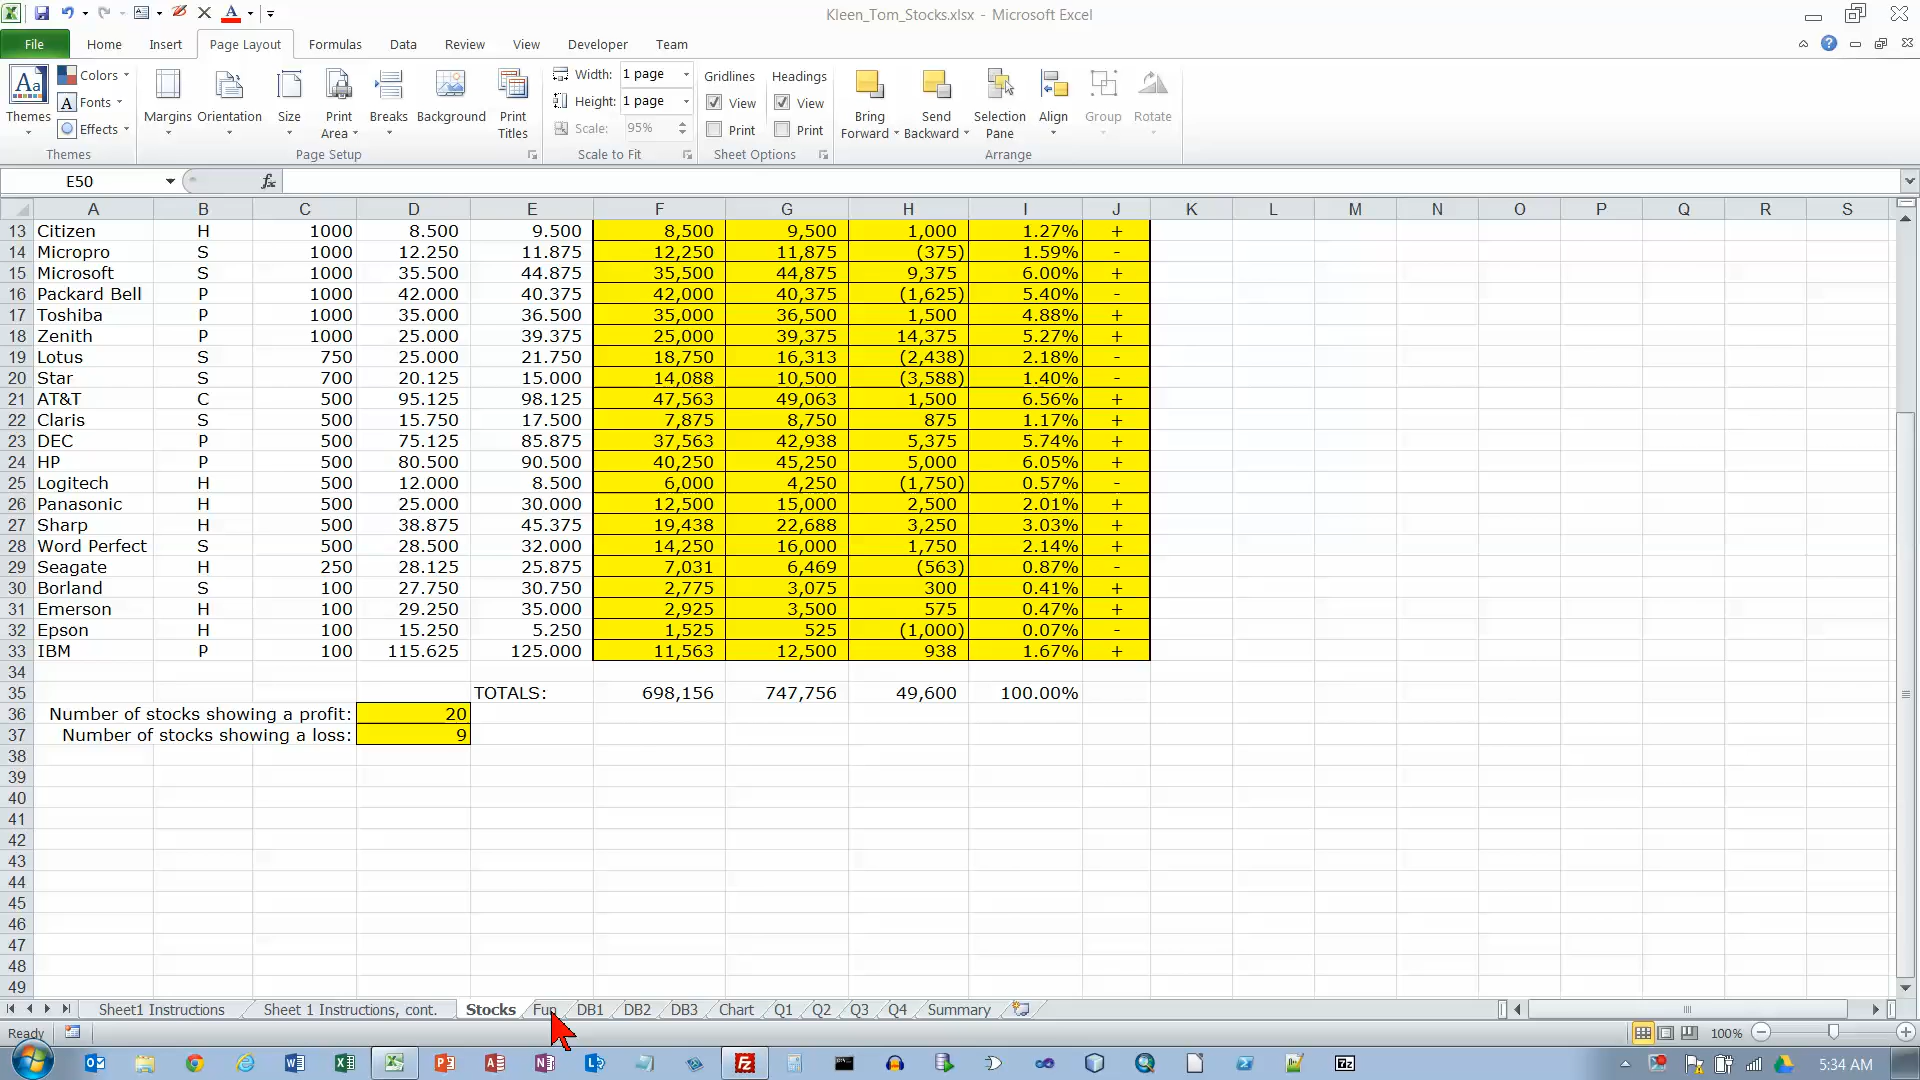 Kleen_Tom_Stocks.xlsx - Microsoft Excel
File Home Insert Page Layout Formulas Data Review View Developer Team
Themes Colors Fonts Effects Themes
Margins Orientation Size Print Area Breaks Background Print Titles Page Setup
Width: 1 page Height: 1 page Scale: 95% Scale to Fit
Gridlines View Print Headings View Print Sheet Options
Bring Forward Send Backward Selection Pane Align Group Rotate Arrange
E50 fx
A B C D E F G H I J K L M N O P Q R S
13 Citizen H 1000 8.500 9.500 8,500 9,500 1,000 1.27% +
14 Micropro S 1000 12.250 11.875 12,250 11,875 (375) 1.59% -
15 Microsoft S 1000 35.500 44.875 35,500 44,875 9,375 6.00% +
16 Packard Bell P 1000 42.000 40.375 42,000 40,375 (1,625) 5.40% -
17 Toshiba P 1000 35.000 36.500 35,000 36,500 1,500 4.88% +
18 Zenith P 1000 25.000 39.375 25,000 39,375 14,375 5.27% +
19 Lotus S 750 25.000 21.750 18,750 16,313 (2,438) 2.18% -
20 Star S 700 20.125 15.000 14,088 10,500 (3,588) 1.40% -
21 AT&T C 500 95.125 98.125 47,563 49,063 1,500 6.56% +
22 Claris S 500 15.750 17.500 7,875 8,750 875 1.17% +
23 DEC P 500 75.125 85.875 37,563 42,938 5,375 5.74% +
24 HP P 500 80.500 90.500 40,250 45,250 5,000 6.05% +
25 Logitech H 500 12.000 8.500 6,000 4,250 (1,750) 0.57% -
26 Panasonic H 500 25.000 30.000 12,500 15,000 2,500 2.01% +
27 Sharp H 500 38.875 45.375 19,438 22,688 3,250 3.03% +
28 Word Perfect S 500 28.500 32.000 14,250 16,000 1,750 2.14% +
29 Seagate H 250 28.125 25.875 7,031 6,469 (563) 0.87% -
30 Borland S 100 27.750 30.750 2,775 3,075 300 0.41% +
31 Emerson H 100 29.250 35.000 2,925 3,500 575 0.47% +
32 Epson H 100 15.250 5.250 1,525 525 (1,000) 0.07% -
33 IBM P 100 115.625 125.000 11,563 12,500 938 1.67% +
34
35 TOTALS: 698,156 747,756 49,600 100.00%
36 Number of stocks showing a profit: 20
37 Number of stocks showing a loss: 9
38
39
40
41
42
43
44
45
46
47
48
49
Sheet1 Instructions Sheet 1 Instructions, cont. Stocks Fun DB1 DB2 DB3 Chart Q1 Q2 Q3 Q4 Summary
Ready 100%
5:34 AM